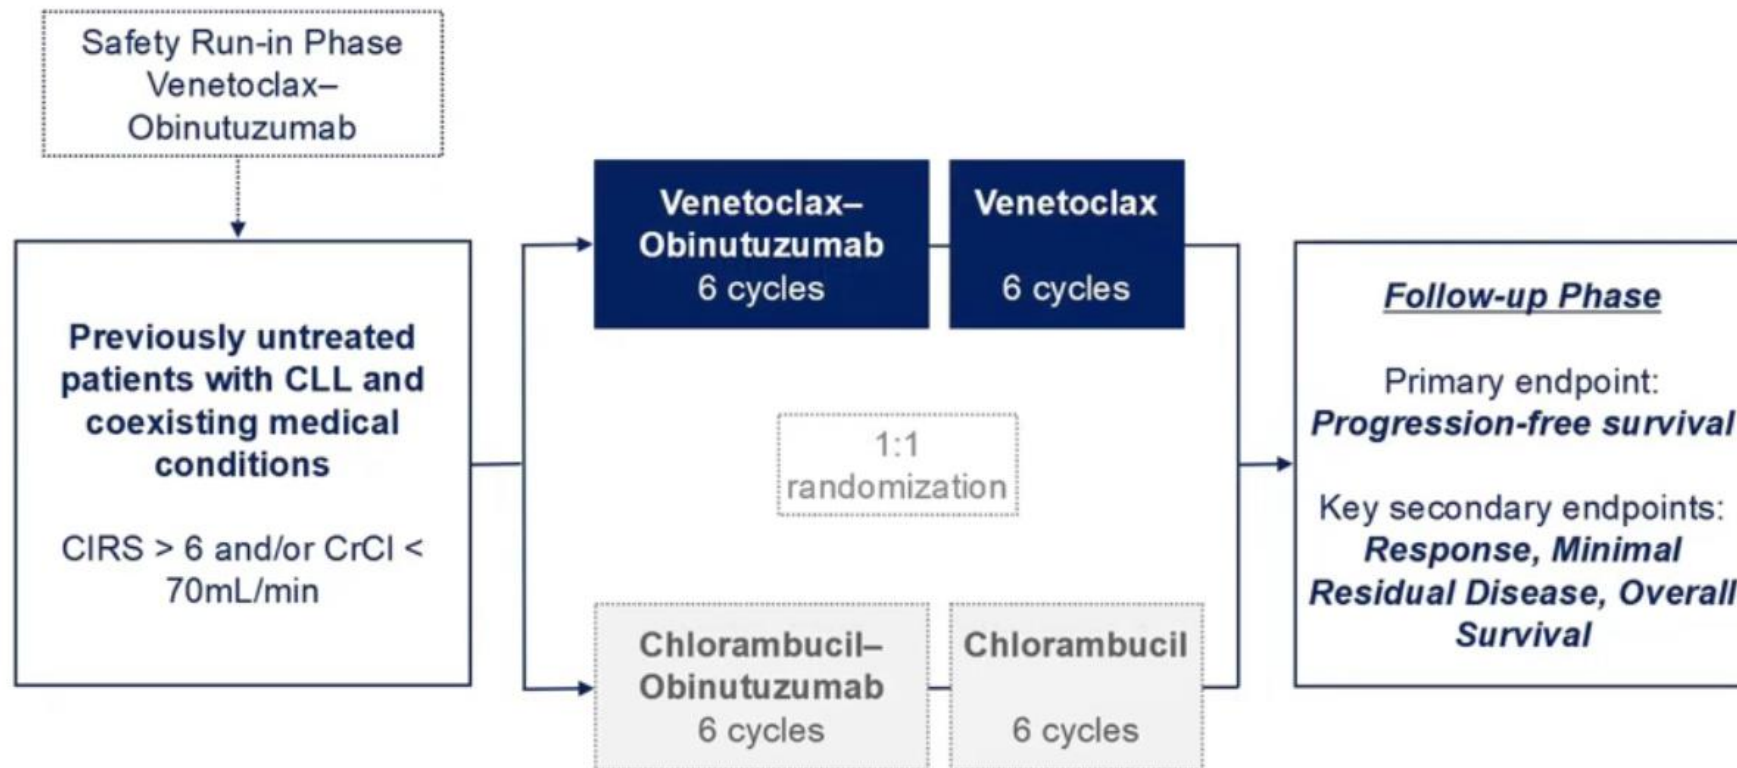 Safety Run-in Phase
Venetoclax–
Obinutuzumab
Previously untreated
patients with CLL and
coexisting medical
conditions
CIRS > 6 and/or CrCl <
70mL/min
Venetoclax–
Obinutuzumab
6 cycles
Venetoclax
6 cycles
1:1
randomization
Chlorambucil–
Obinutuzumab
6 cycles
Chlorambucil
6 cycles
Follow-up Phase
Primary endpoint:
Progression-free survival
Key secondary endpoints:
Response, Minimal
Residual Disease, Overall
Survival